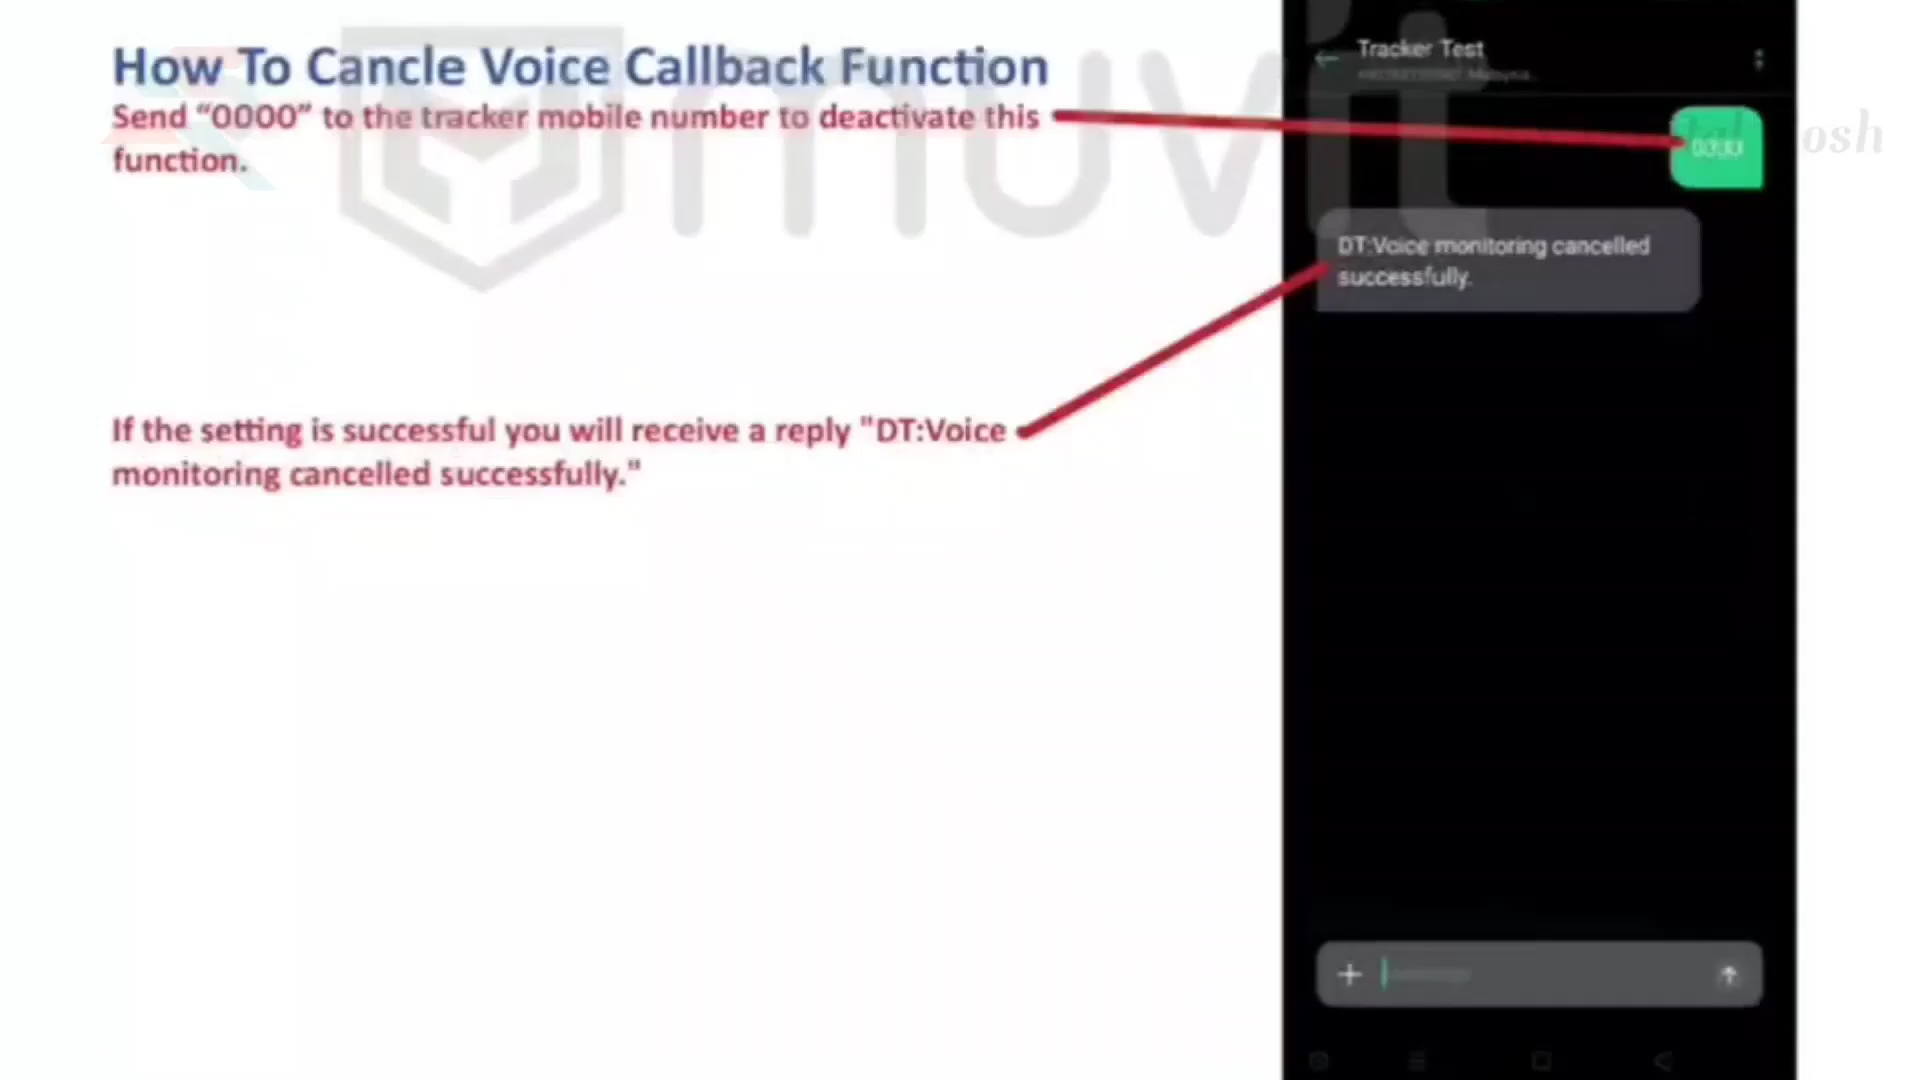 How To Cancle Voice Callback Function
Send “0000” to the tracker mobile number to deactivate this
function.
If the setting is successful you will receive a reply "DT:Voice
monitoring cancelled successfully."
muvit
Tracker Test
DT:Voice monitoring cancelled
successfully.
osh